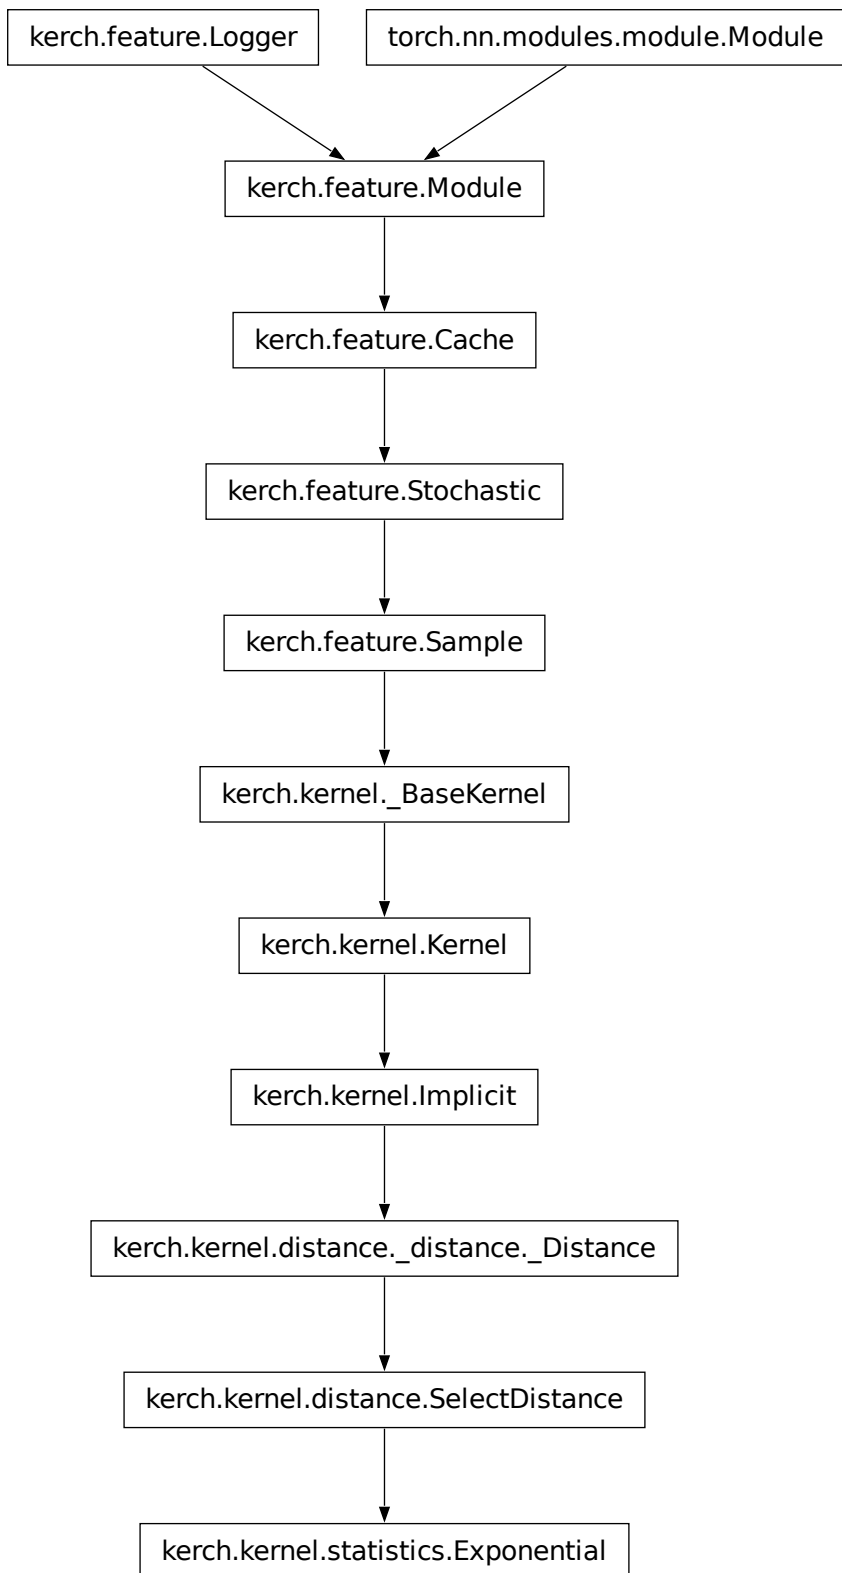 kerch.feature.Logger
torch.nn.modules.module.Module
kerch.feature.Module
kerch.feature.Cache
kerch.feature.Stochastic
kerch.feature.Sample
kerch.kernel._BaseKernel
kerch.kernel.Kernel
kerch.kernel.Implicit
kerch.kernel.distance._distance._Distance
kerch.kernel.distance.SelectDistance
kerch.kernel.statistics.Exponential